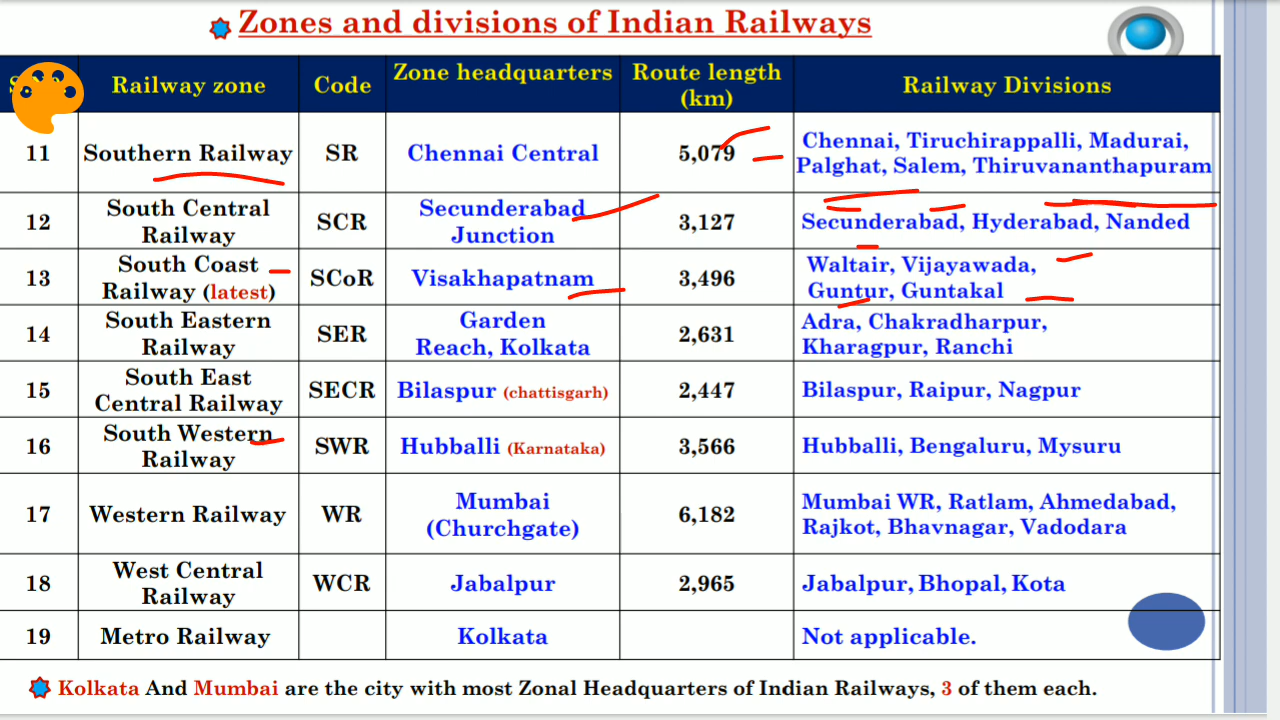 Zones and divisions of Indian Railways
Railway zone Code Zone headquarters Route length (km) Railway Divisions
11 Southern Railway SR Chennai Central 5,079 Chennai, Tiruchirappalli, Madurai,
Palghat, Salem, Thiruvananthapuram
12 South Central Railway SCR Secunderabad Junction 3,127 Secunderabad, Hyderabad, Nanded
13 South Coast Railway (latest) SCoR Visakhapatnam 3,496 Waltair, Vijayawada,
Guntur, Guntakal
14 South Eastern Railway SER Garden Reach, Kolkata 2,631 Adra, Chakradharpur,
Kharagpur, Ranchi
15 South East Central Railway SECR Bilaspur (chattisgarh) 2,447 Bilaspur, Raipur, Nagpur
16 South Western Railway SWR Hubballi (Karnataka) 3,566 Hubballi, Bengaluru, Mysuru
17 Western Railway WR Mumbai (Churchgate) 6,182 Mumbai WR, Ratlam, Ahmedabad,
Rajkot, Bhavnagar, Vadodara
18 West Central Railway WCR Jabalpur 2,965 Jabalpur, Bhopal, Kota
19 Metro Railway Kolkata Not applicable.
Kolkata And Mumbai are the city with most Zonal Headquarters of Indian Railways, 3 of them each.